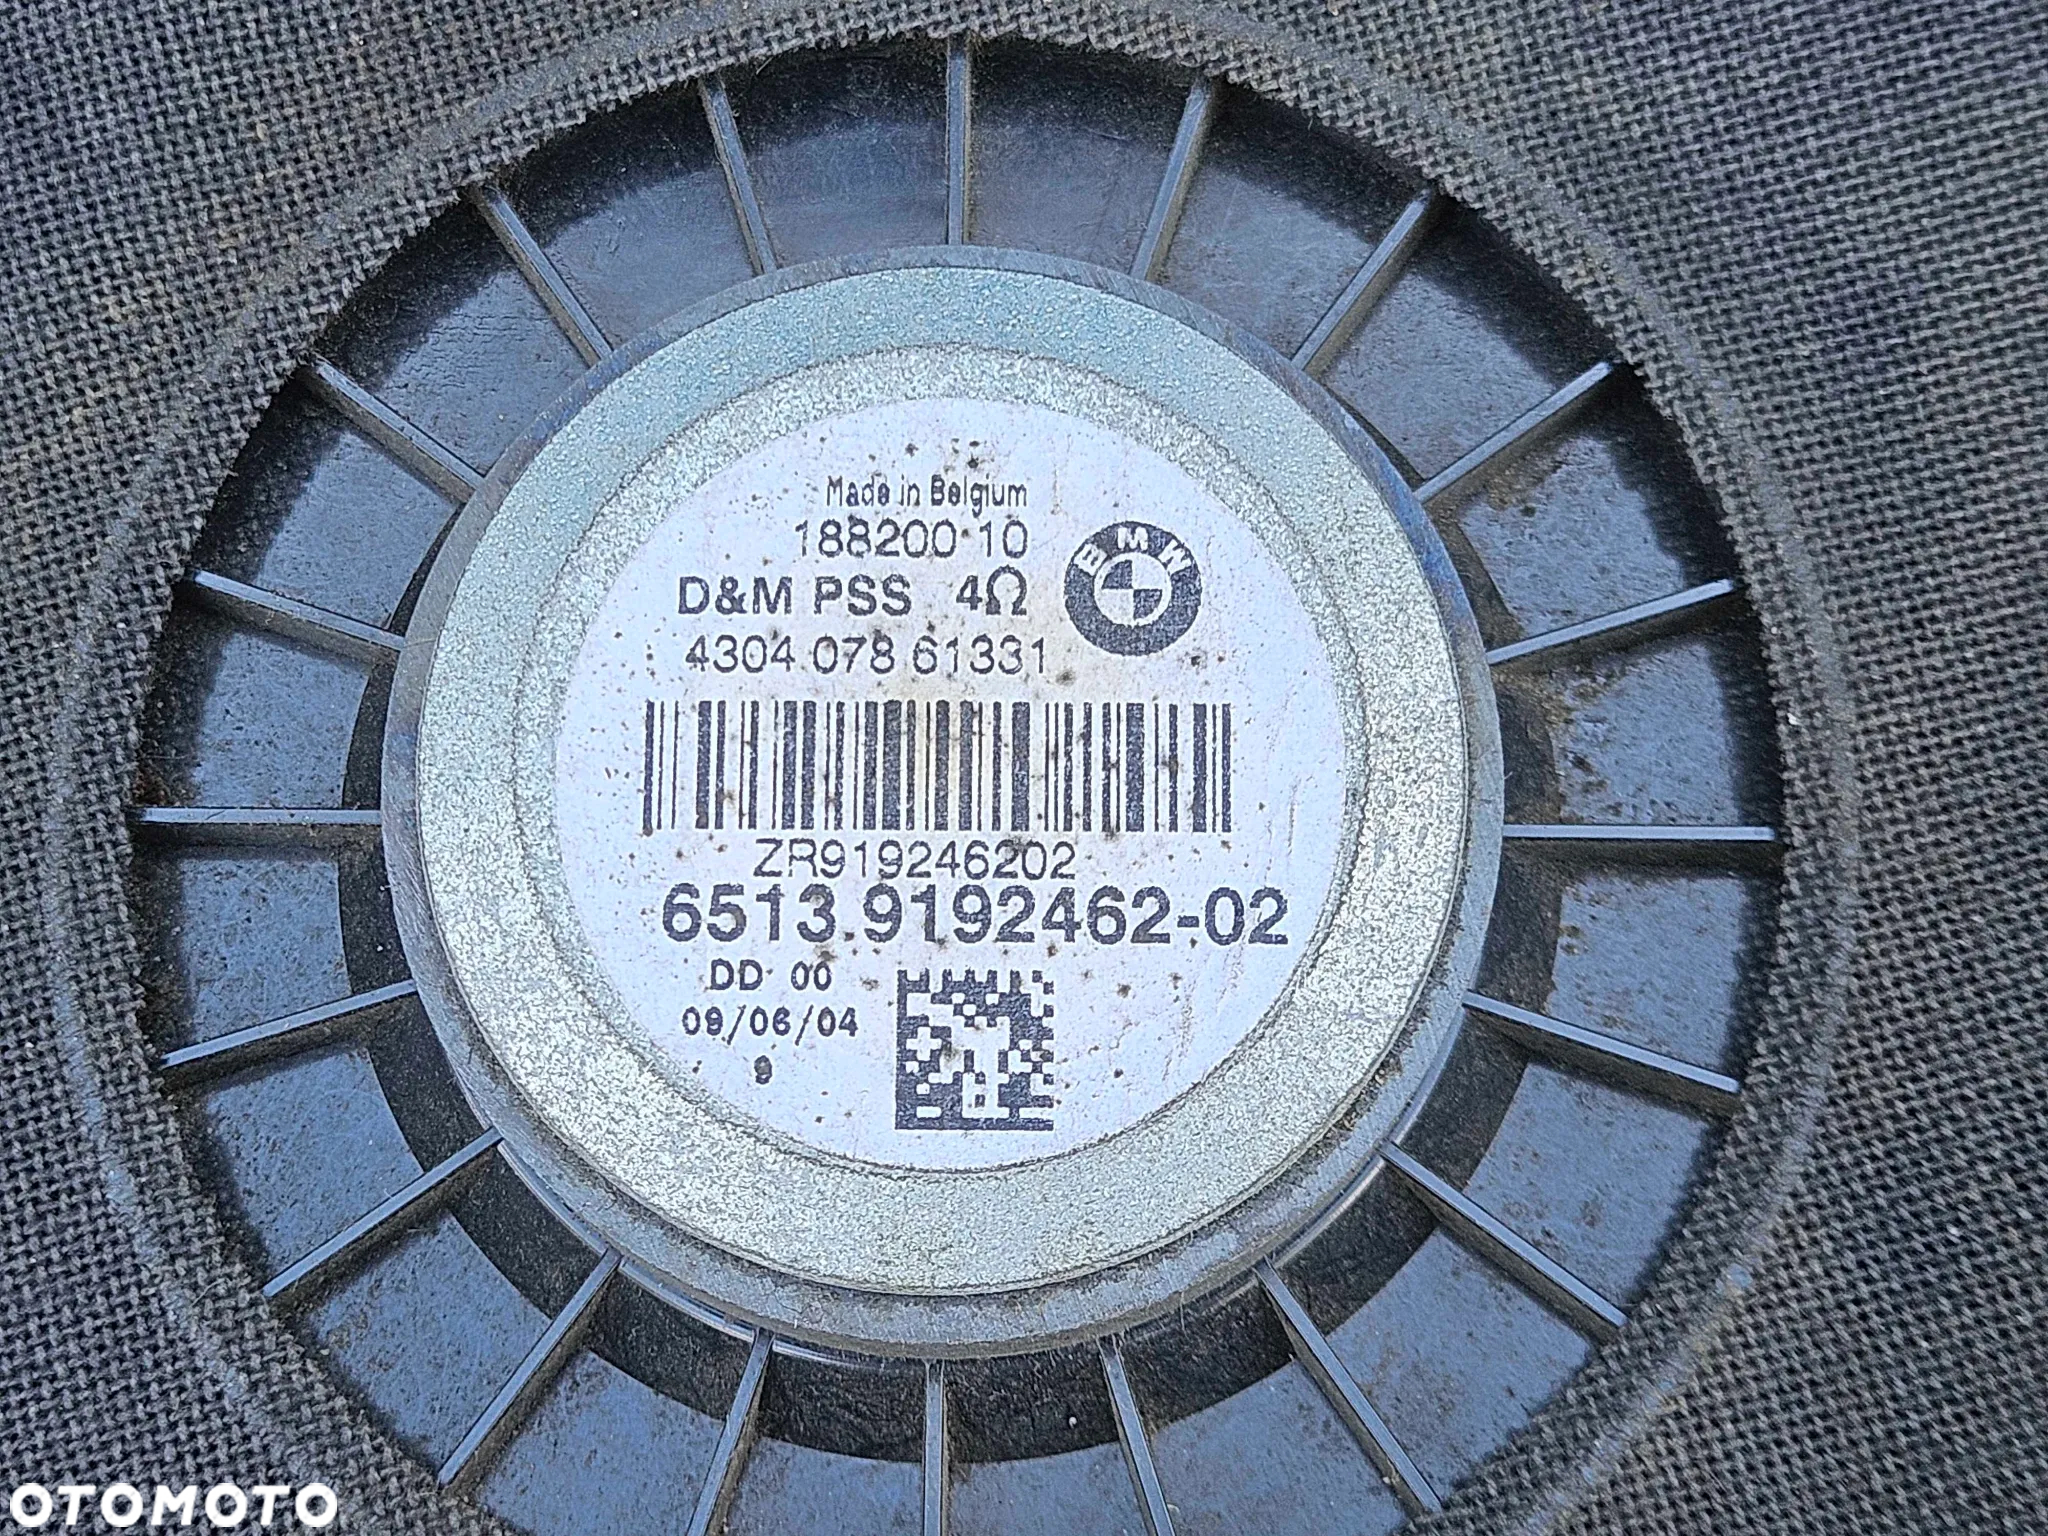 Made in Belgium
188200 10
D&M PSS 4Ω
BMW
4304 078 61331
ZR919246202
6513 9192462-02
DD 00
09/06/04
9
OTOMOTO